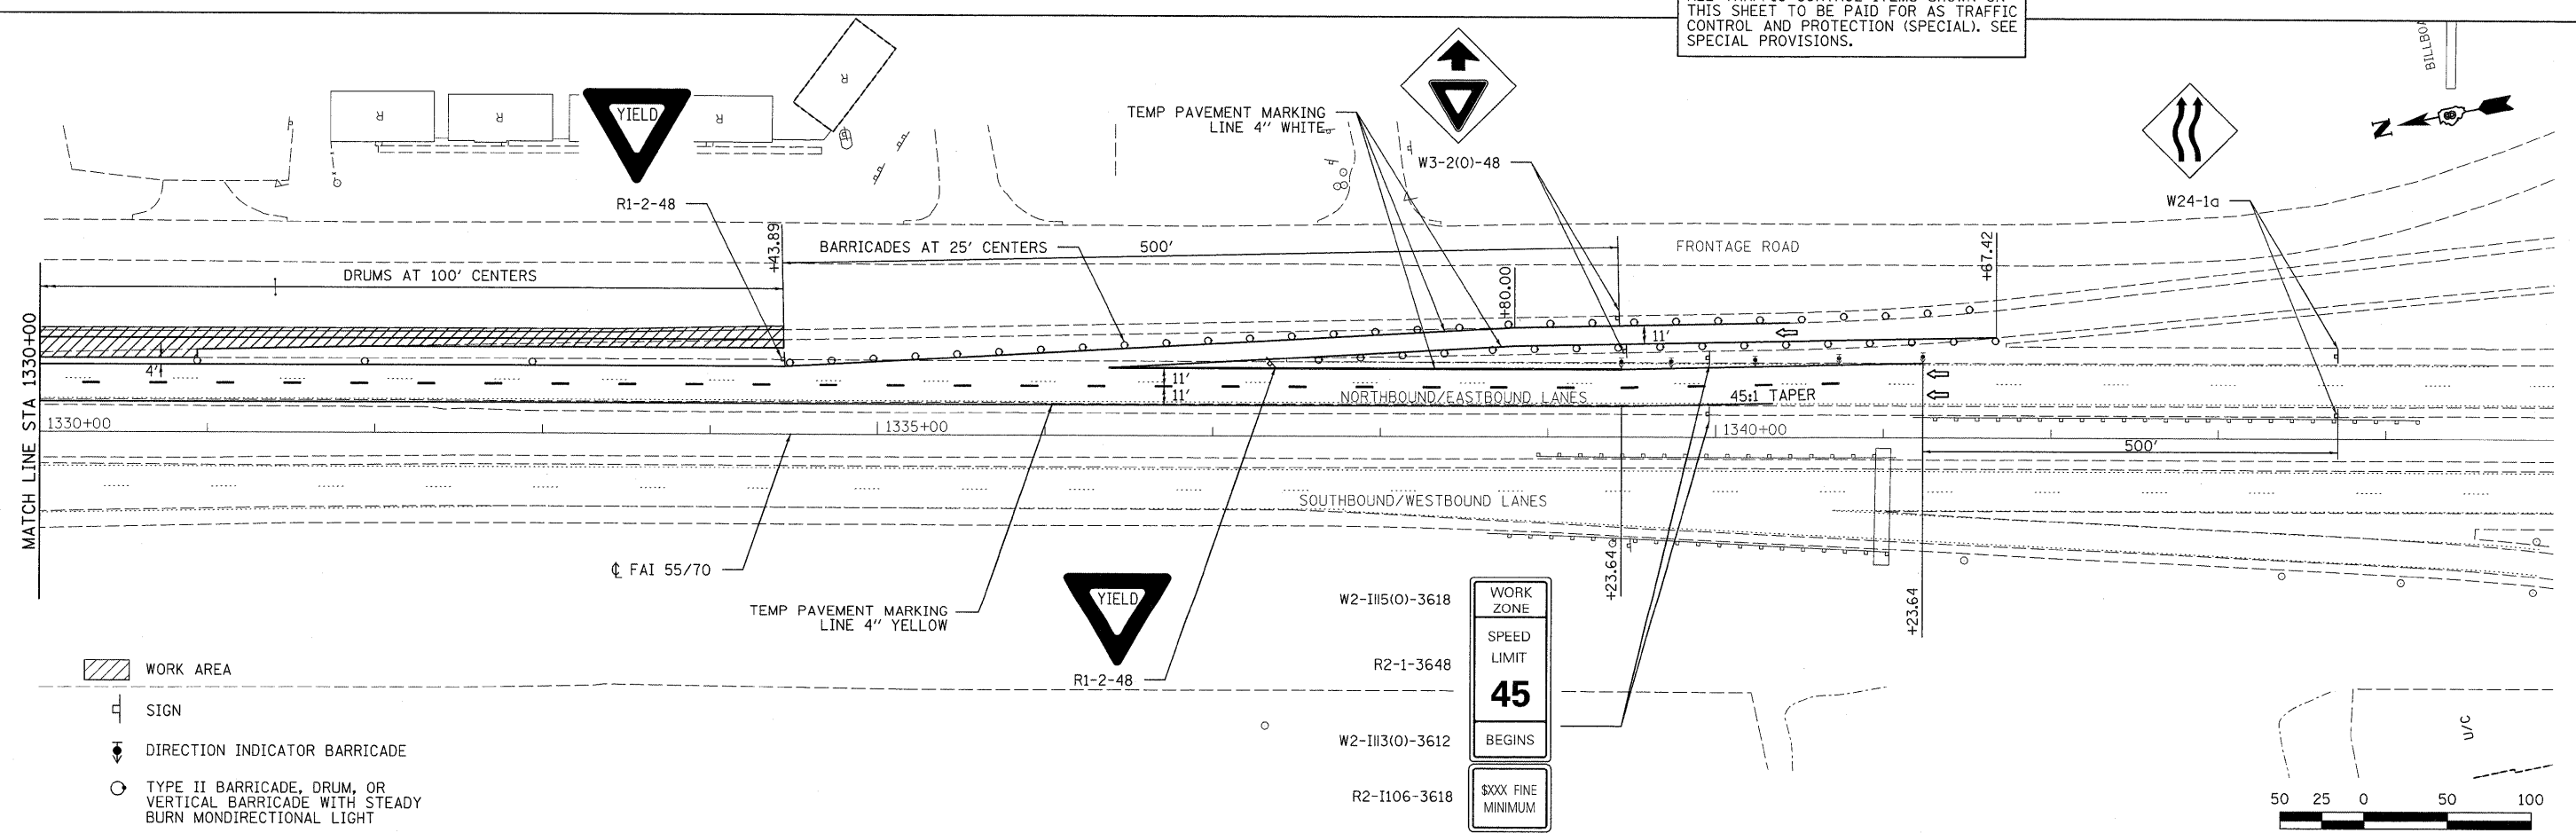 THIS SHEET TO BE PAID FOR AS TRAFFIC
CONTROL AND PROTECTION (SPECIAL). SEE
SPECIAL PROVISIONS.
R
R
R
R
YIELD
R1-2-48
TEMP PAVEMENT MARKING
LINE 4" WHITE
W3-2(O)-48
W24-1a
N
+43.89
BARRICADES AT 25' CENTERS
500'
FRONTAGE ROAD
+67.42
DRUMS AT 100' CENTERS
+80.00
MATCH LINE STA 1330+00
4'
11'
11'
11'
NORTHBOUND/EASTBOUND LANES
45:1 TAPER
1330+00
1335+00
1340+00
500'
SOUTHBOUND/WESTBOUND LANES
℄ FAI 55/70
+23.64
+23.64
TEMP PAVEMENT MARKING
LINE 4" YELLOW
YIELD
R1-2-48
W2-I115(O)-3618
WORK
ZONE
R2-1-3648
SPEED
LIMIT
45
W2-I113(O)-3612
BEGINS
R2-I106-3618
$XXX FINE
MINIMUM
WORK AREA
SIGN
DIRECTION INDICATOR BARRICADE
TYPE II BARRICADE, DRUM, OR
VERTICAL BARRICADE WITH STEADY
BURN MONDIRECTIONAL LIGHT
U/C
50 25 0 50 100